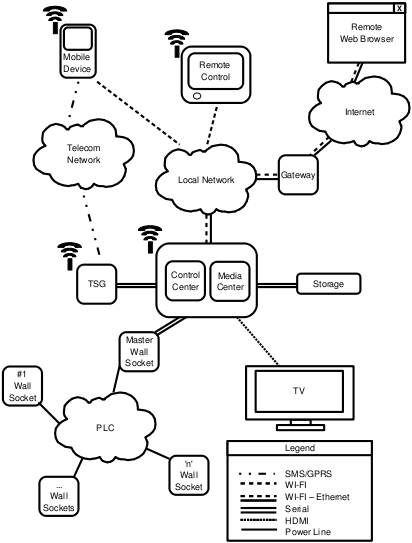 X
Remote
Web Browser
Mobile
Device
Remote
Control
Internet
Telecom
Network
Local Network
Gateway
TSG
Control
Center
Media
Center
Storage
Master
Wall
Socket
#1
Wall
Socket
TV
PLC
'n'
Wall
Socket
...
Wall
Sockets
Legend
SMS/GPRS
WI-FI
WI-FI – Ethernet
Serial
HDMI
Power Line